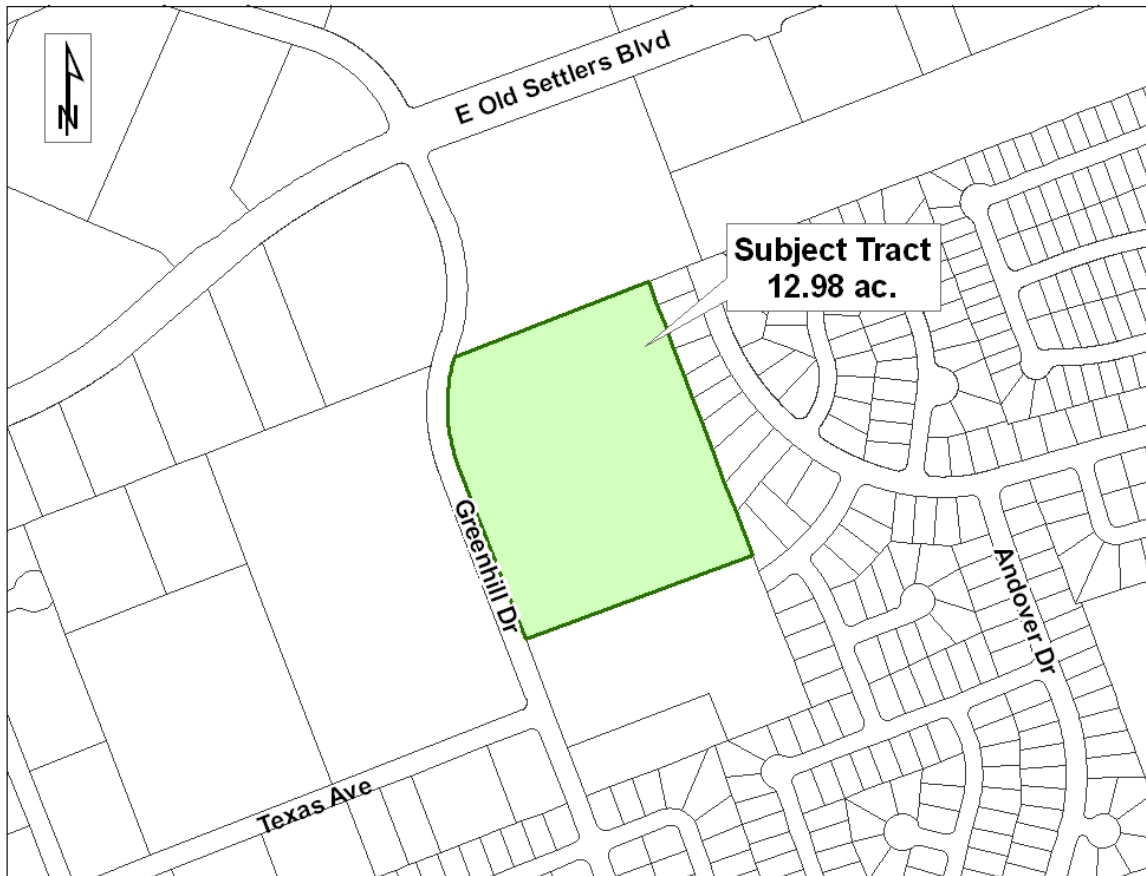 N
E Old Settlers Blvd
Subject Tract
12.98 ac.
Greenhill Dr
Andover Dr
Texas Ave